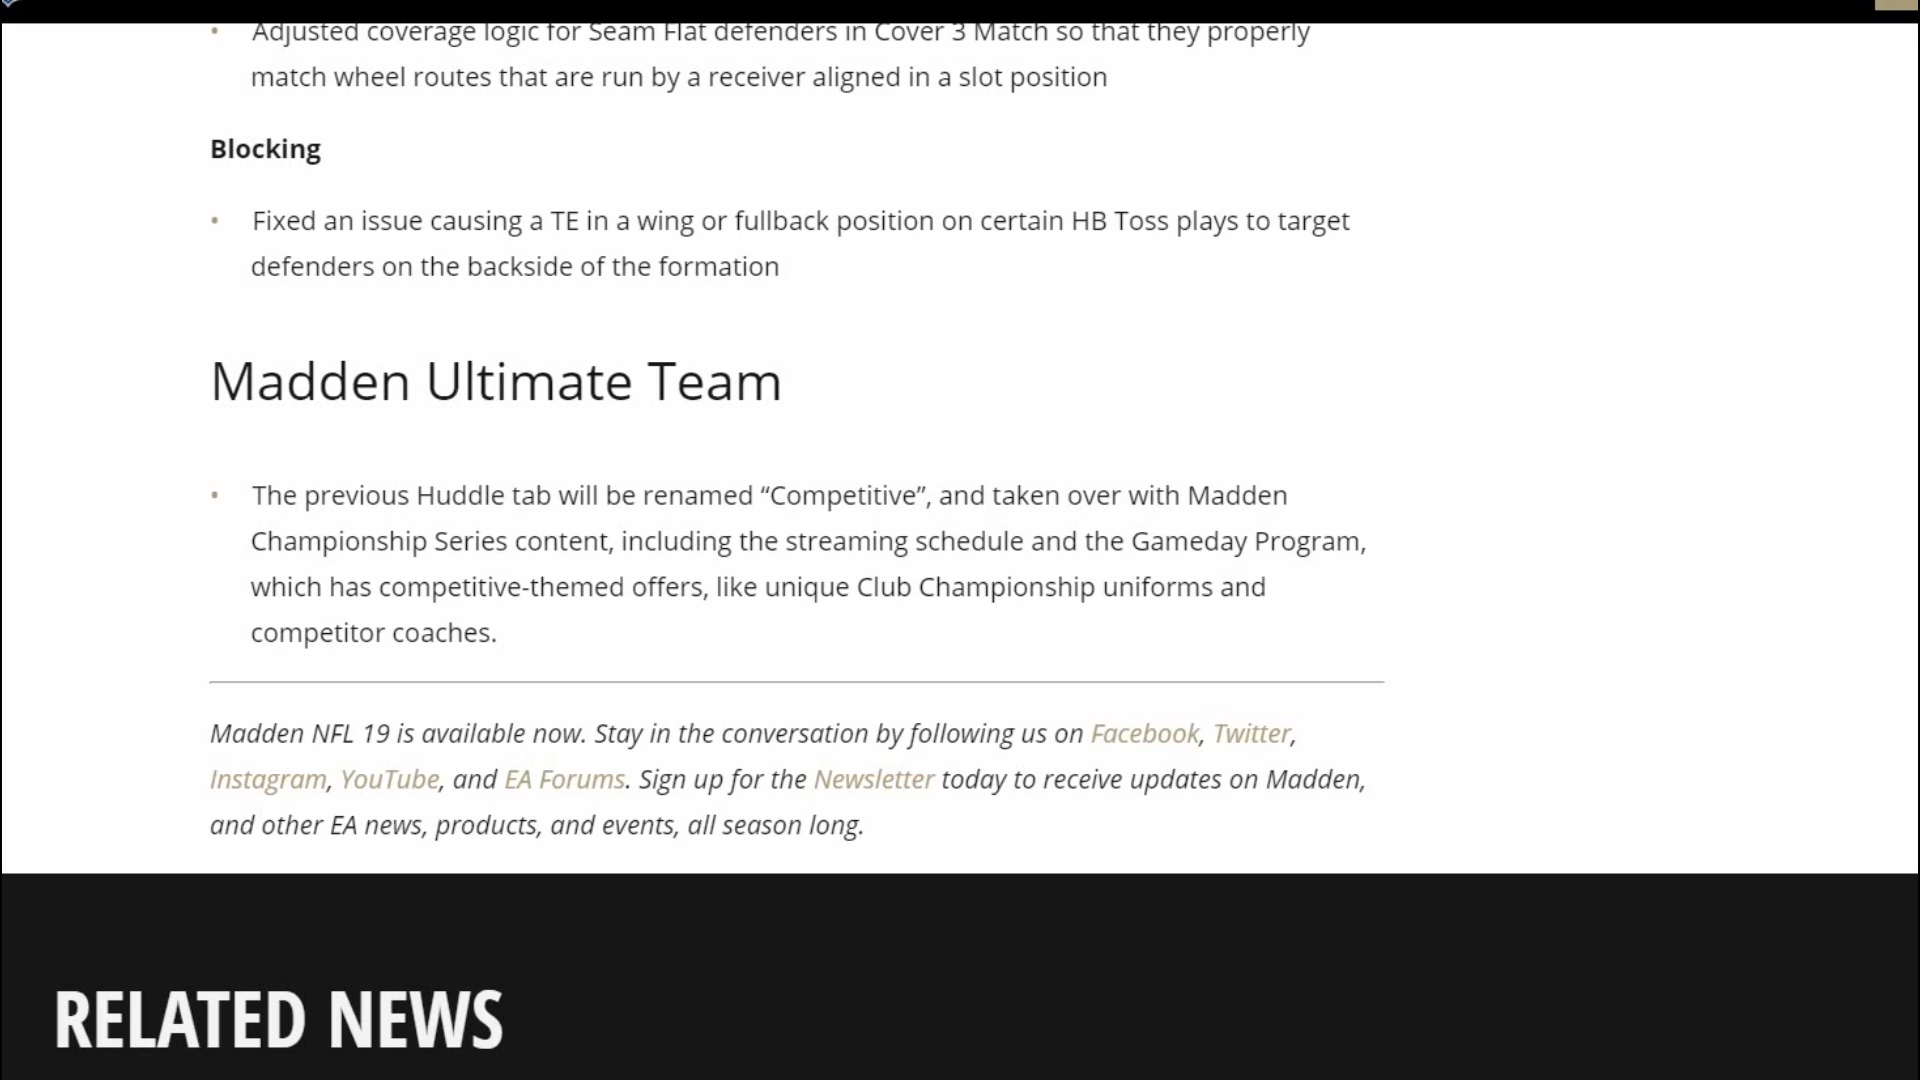 • Adjusted coverage logic for Seam Flat defenders in Cover 3 Match so that they properly
match wheel routes that are run by a receiver aligned in a slot position
Blocking
• Fixed an issue causing a TE in a wing or fullback position on certain HB Toss plays to target
defenders on the backside of the formation
Madden Ultimate Team
• The previous Huddle tab will be renamed “Competitive”, and taken over with Madden
Championship Series content, including the streaming schedule and the Gameday Program,
which has competitive-themed offers, like unique Club Championship uniforms and
competitor coaches.
Madden NFL 19 is available now. Stay in the conversation by following us on Facebook, Twitter,
Instagram, YouTube, and EA Forums. Sign up for the Newsletter today to receive updates on Madden,
and other EA news, products, and events, all season long.
RELATED NEWS